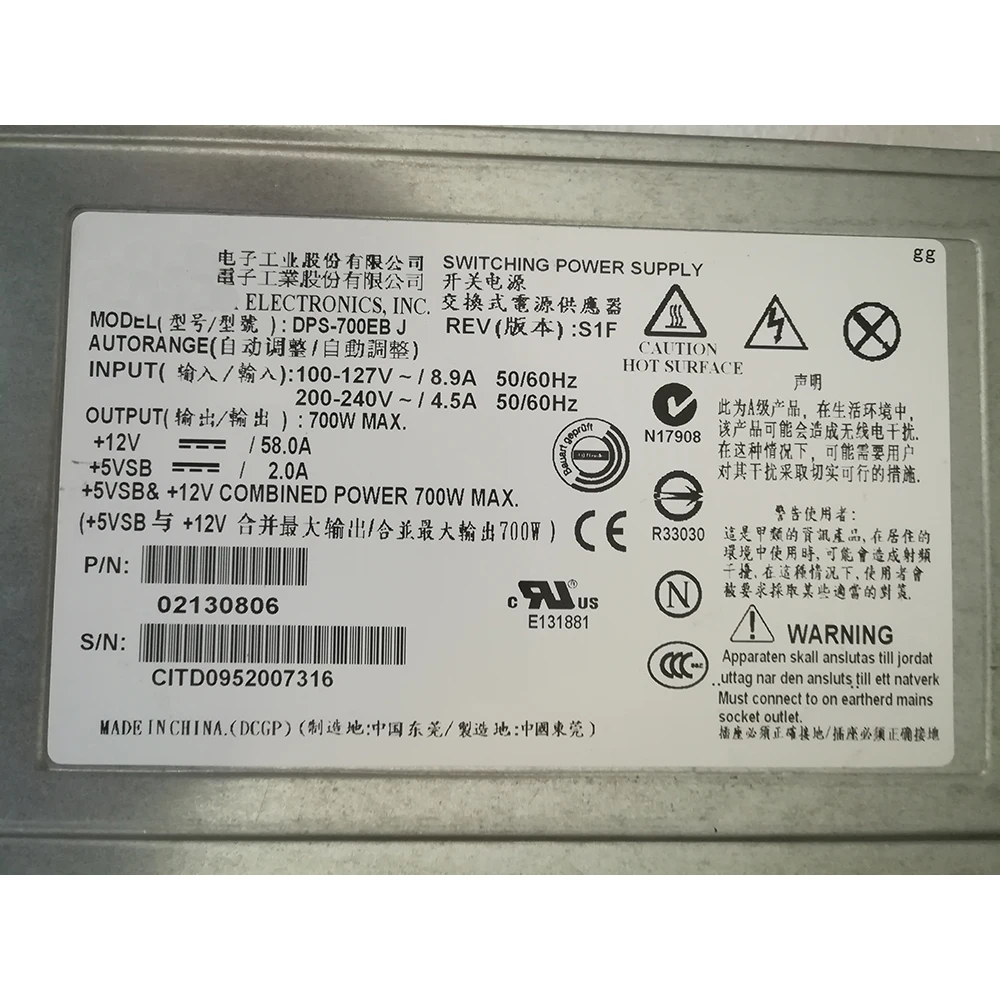 gg
电子工业股份有限公司 SWITCHING POWER SUPPLY
電子工業股份有限公司 开关电源
ELECTRONICS, INC. 交換式電源供應器
MODEL(型号/型號): DPS-700EB J REV(版本):S1F
AUTORANGE(自动调整/自動調整)
INPUT(输入/輸入):100-127V ~ / 8.9A 50/60Hz
200-240V ~ / 4.5A 50/60Hz
OUTPUT(输出/輸出): 700W MAX.
+12V / 58.0A
+5VSB / 2.0A
+5VSB& +12V COMBINED POWER 700W MAX.
(+5VSB 与 +12V 合并最大输出/合並最大輸出700W)
P/N:
02130806
S/N:
CITD0952007316
MADE IN CHINA.(DCGP)(制造地:中国东莞/製造地:中國東莞)
CAUTION
HOT SURFACE
N17908
Bauart geprüft
R33030
CE
N
c RU US
E131881
CCC
声明
此为A级产品, 在生活环境中,
该产品可能会造成无线电干扰.
在这种情况下, 可能需要用户
对其干扰采取切实可行的措施.
警告使用者:
這是甲類的資訊產品,在居住的
環境中使用時,可能會造成射頻
干擾,在這種情況下,使用者會
被要求採取某些適當的對策.
WARNING
Apparaten skall anslutas till jordat
uttag nar den ansluts till ett natverk
Must connect to on eartherd mains
socket outlet.
插座必须正确接地/插座必須正確接地